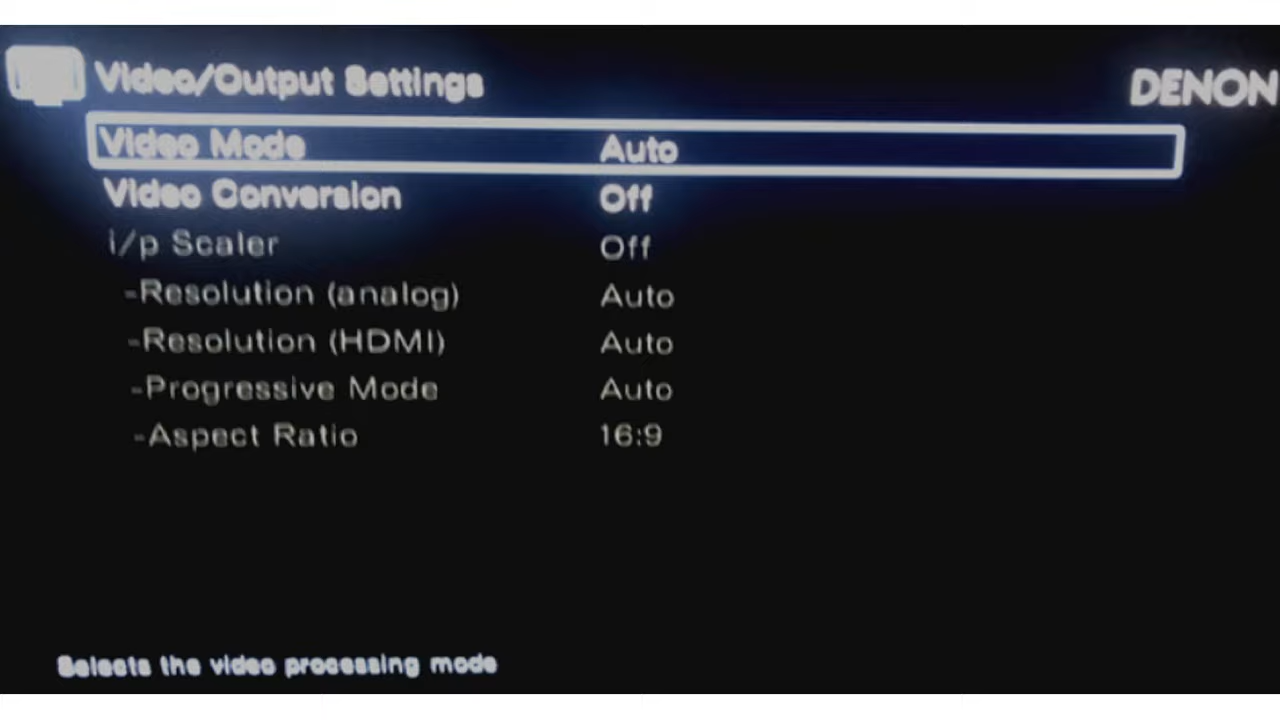 Video/Output Settings
DENON
Video Mode Auto
Video Conversion Off
i/p Scaler Off
-Resolution (analog) Auto
-Resolution (HDMI) Auto
-Progressive Mode Auto
-Aspect Ratio 16:9
Selects the video processing mode